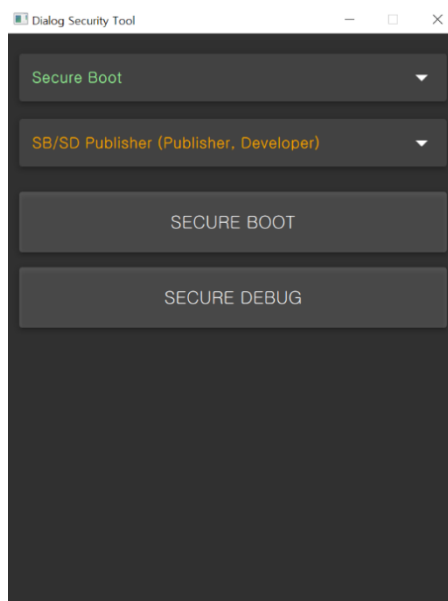 Dialog Security Tool
Secure Boot
SB/SD Publisher (Publisher, Developer)
SECURE BOOT
SECURE DEBUG